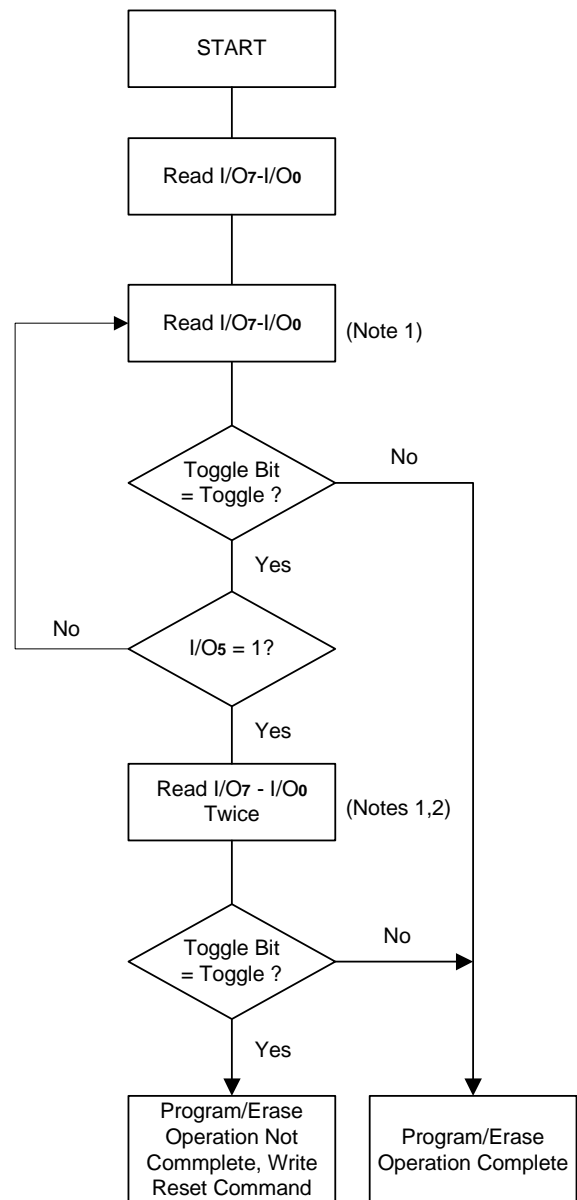 START
Read I/O7-I/O0
Read I/O7-I/O0
(Note 1)
Toggle Bit
= Toggle ?
No
Yes
No
I/O5 = 1?
Yes
Read I/O7 - I/O0
Twice
(Notes 1,2)
Toggle Bit
= Toggle ?
No
Yes
Program/Erase
Operation Not
Commplete, Write
Reset Command
Program/Erase
Operation Complete